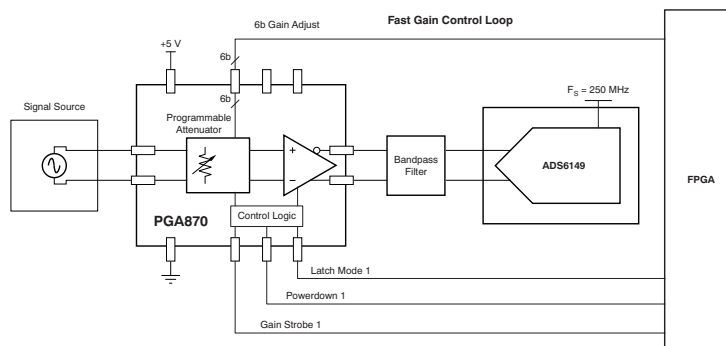 6b Gain Adjust
Fast Gain Control Loop
+5 V
6b
6b
Signal Source
Programmable
Attenuator
+
−
PGA870
Control Logic
Bandpass
Filter
FS = 250 MHz
ADS6149
FPGA
Latch Mode 1
Powerdown 1
Gain Strobe 1